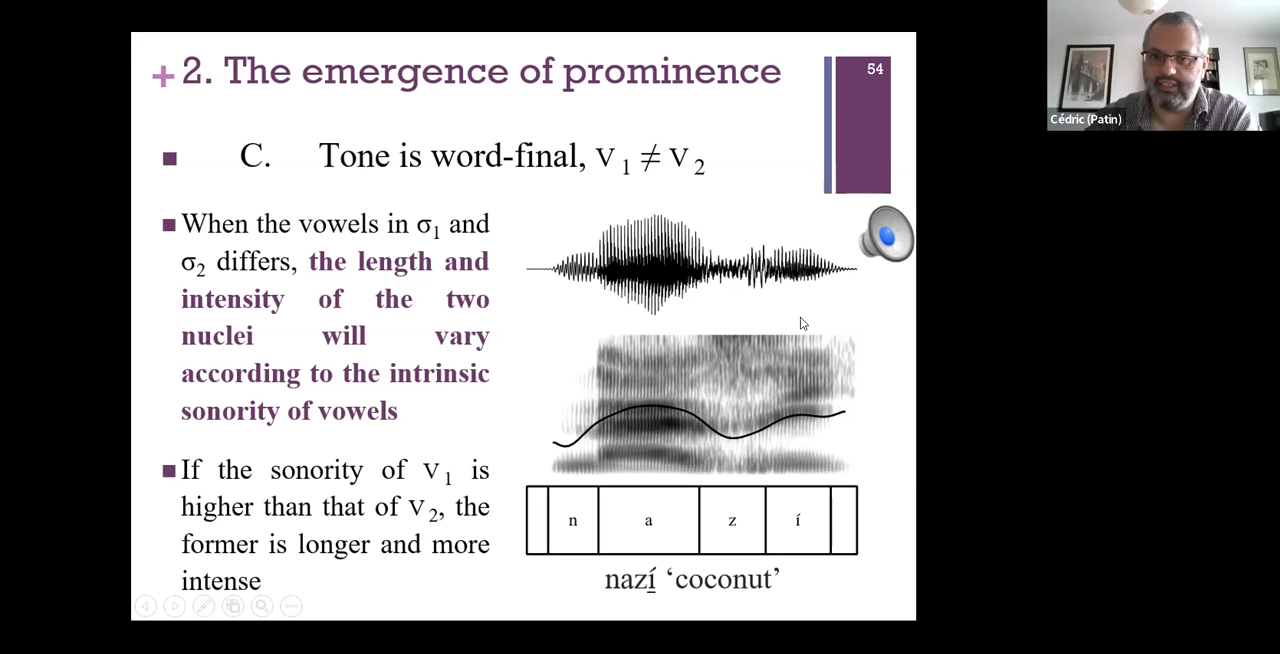 + 2. The emergence of prominence
54
■ C. Tone is word-final, V₁ ≠ V₂
■ When the vowels in σ₁ and
σ₂ differs, the length and
intensity of the two
nuclei will vary
according to the intrinsic
sonority of vowels
■ If the sonority of V₁ is
higher than that of V₂, the
former is longer and more
intense
n a z í
nazí ‘coconut’
Cédric (Patin)